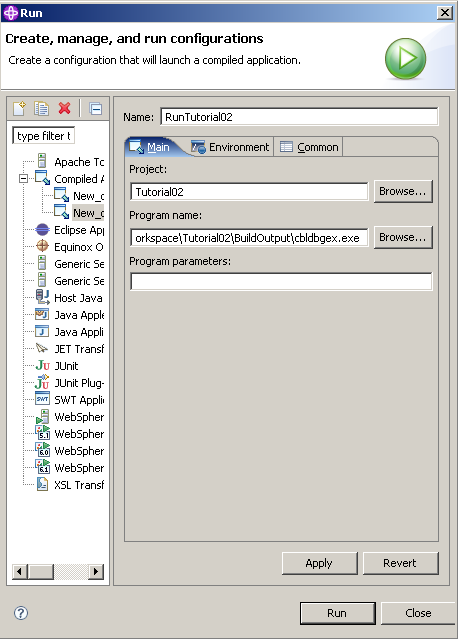 Run
Create, manage, and run configurations
Create a configuration that will launch a compiled application.
type filter t
Apache To
Compiled A
New_c
New_c
Eclipse App
Equinox O
Generic Se
Generic Se
Host Java
Java Apple
Java Appli
JET Transf
JUnit
JUnit Plug-
SWT Applic
WebSpher
WebSpher
WebSpher
WebSpher
XSL Transf
Name: RunTutorial02
Main Environment Common
Project:
Tutorial02 Browse...
Program name:
orkspace\Tutorial02\BuildOutput\cbldbgex.exe Browse...
Program parameters:
Apply Revert
? Run Close